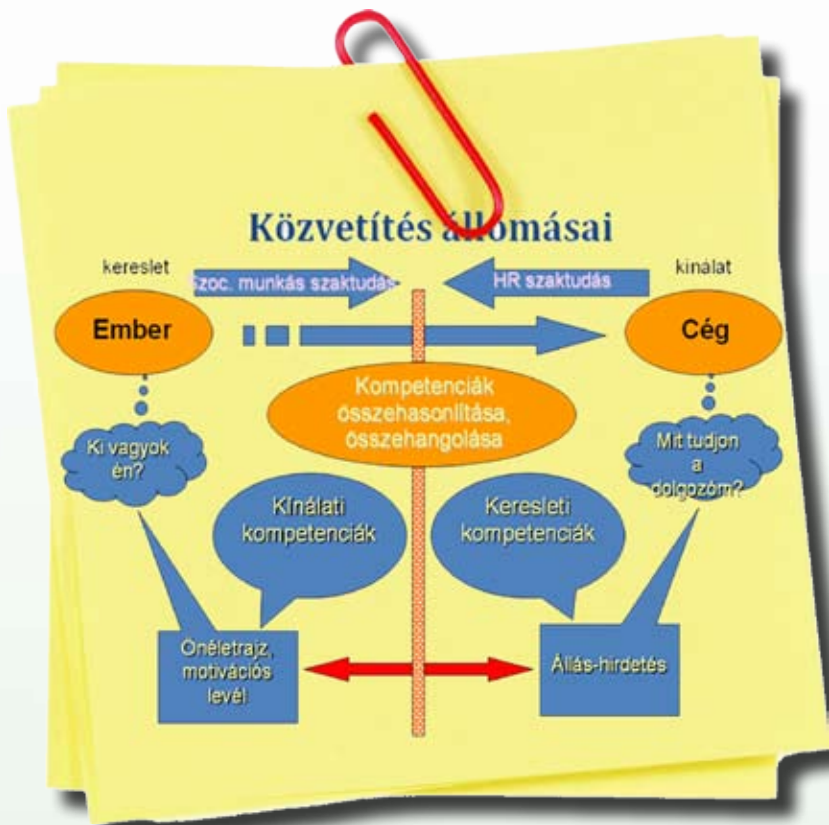 Közvetítés állomásai
kereslet
kínálat
Szoc. munkás szaktudás
HR szaktudás
Ember
Cég
Kompetenciák
összehasonlítása,
összehangolása
Ki vagyok
én?
Mit tudjon
a
dolgozóm?
Kínálati
kompetenciák
Keresleti
kompetenciák
Önéletrajz,
motivációs
levél
Állás-hirdetés